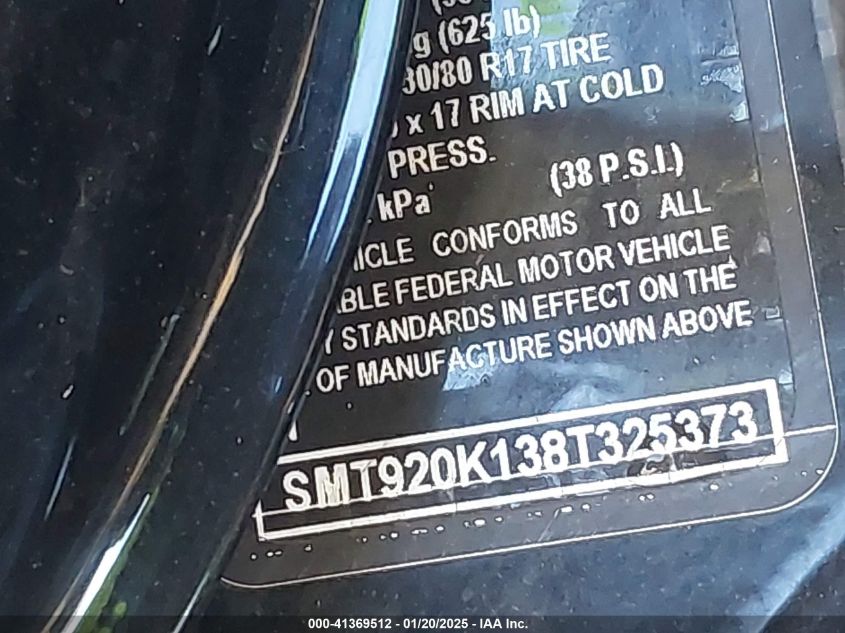 g (625 lb)
30/80 R17 TIRE
x 17 RIM AT COLD
PRESS.
kPa (38 P.S.I.)
ICLE CONFORMS TO ALL
ABLE FEDERAL MOTOR VEHICLE
Y STANDARDS IN EFFECT ON THE
OF MANUFACTURE SHOWN ABOVE
SMT920K138T325373
000-41369512 - 01/20/2025 - IAA Inc.